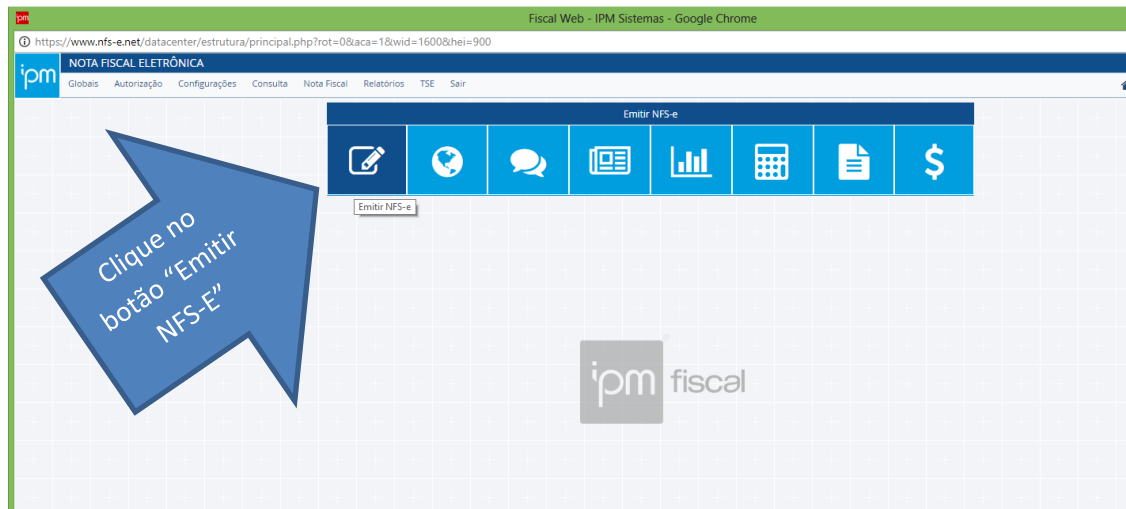 ipm
Fiscal Web - IPM Sistemas - Google Chrome
https://www.nfs-e.net/datacenter/estrutura/principal.php?rot=0&aca=1&wid=1600&hei=900
ipm
NOTA FISCAL ELETRÔNICA
Globais Autorização Configurações Consulta Nota Fiscal Relatórios TSE Sair
Emitir NFS-e
Emitir NFS-e
Clique no
botão “Emitir
NFS-E”
ipm fiscal